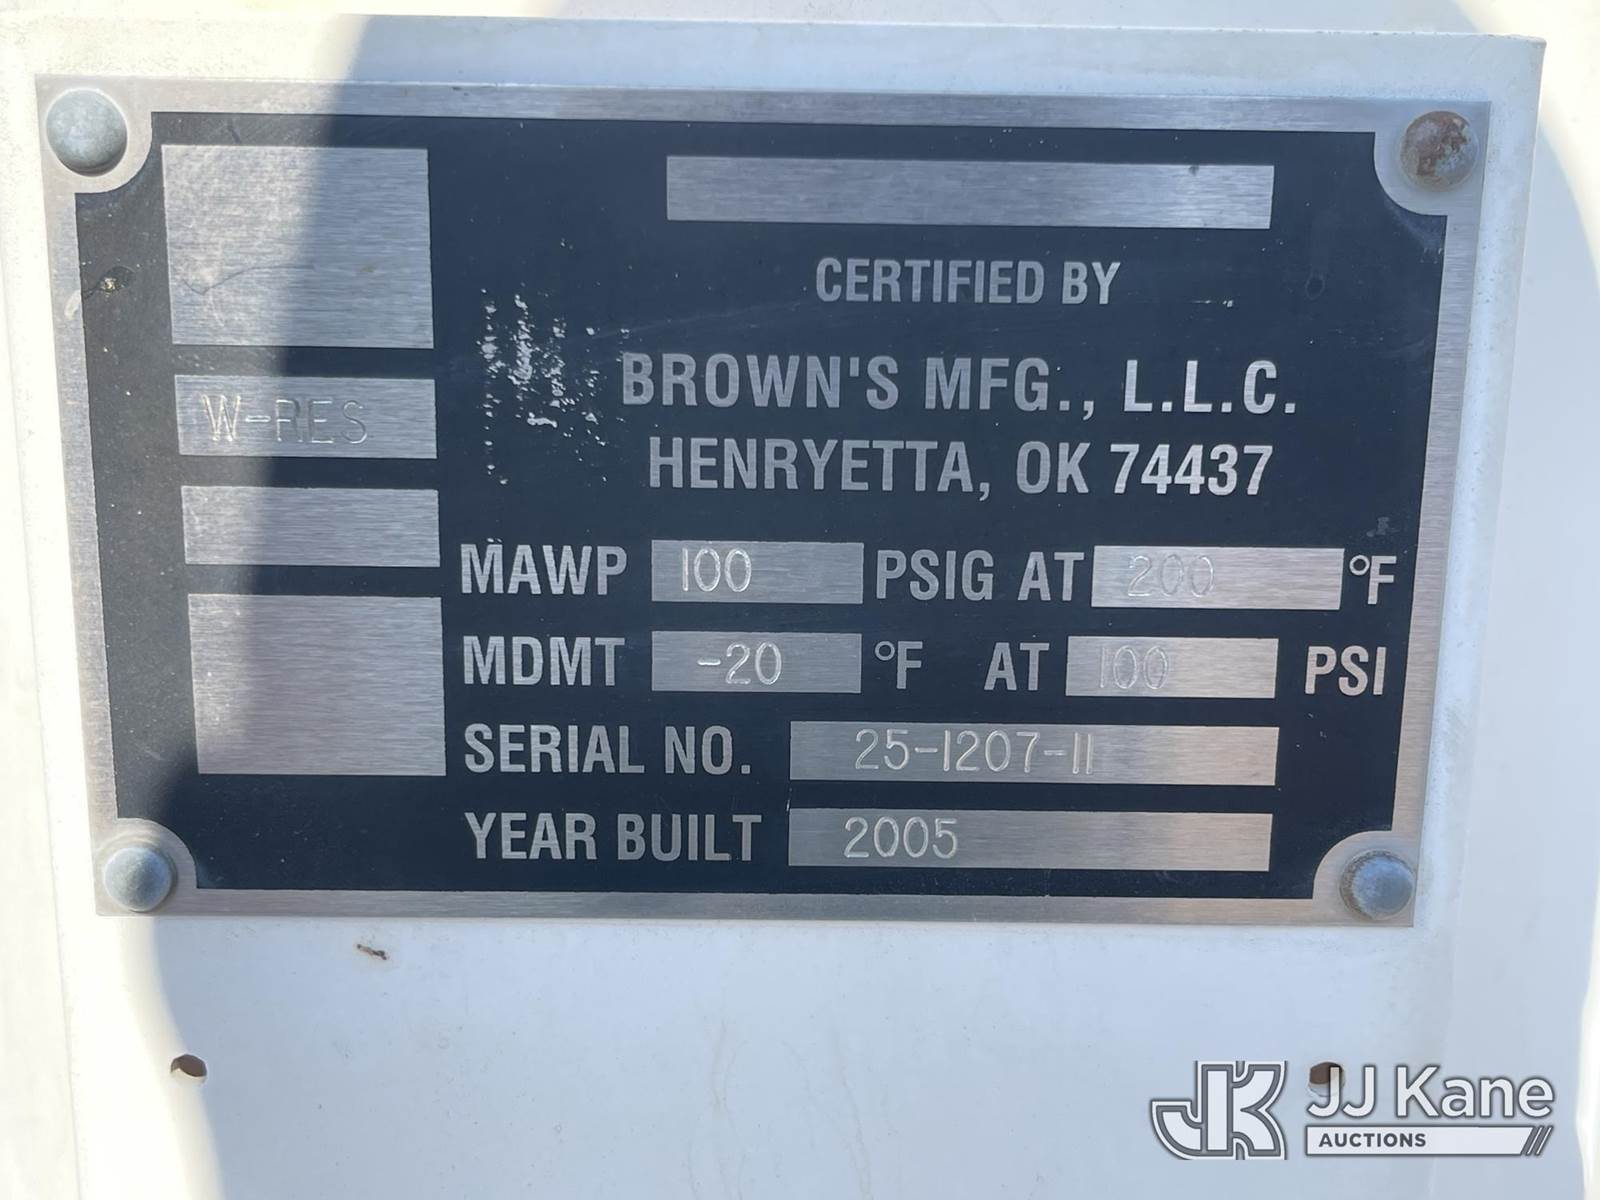 CERTIFIED BY
BROWN'S MFG., L.L.C.
HENRYETTA, OK 74437
W-RES
MAWP 100 PSIG AT 200 °F
MDMT -20 °F AT 100 PSI
SERIAL NO. 25-1207-11
YEAR BUILT 2005
JK JJ Kane
AUCTIONS